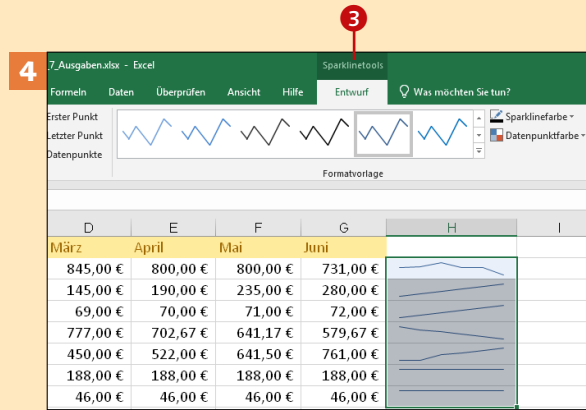 3
4
_7_Ausgaben.xlsx - Excel Sparklinetools
Formeln Daten Überprüfen Ansicht Hilfe Entwurf Was möchten Sie tun?
Erster Punkt
Letzter Punkt
Datenpunkte
Sparklinefarbe
Datenpunktfarbe
Formatvorlage
D E F G H I
März April Mai Juni
845,00 € 800,00 € 800,00 € 731,00 €
145,00 € 190,00 € 235,00 € 280,00 €
69,00 € 70,00 € 71,00 € 72,00 €
777,00 € 702,67 € 641,17 € 579,67 €
450,00 € 522,00 € 641,50 € 761,00 €
188,00 € 188,00 € 188,00 € 188,00 €
46,00 € 46,00 € 46,00 € 46,00 €